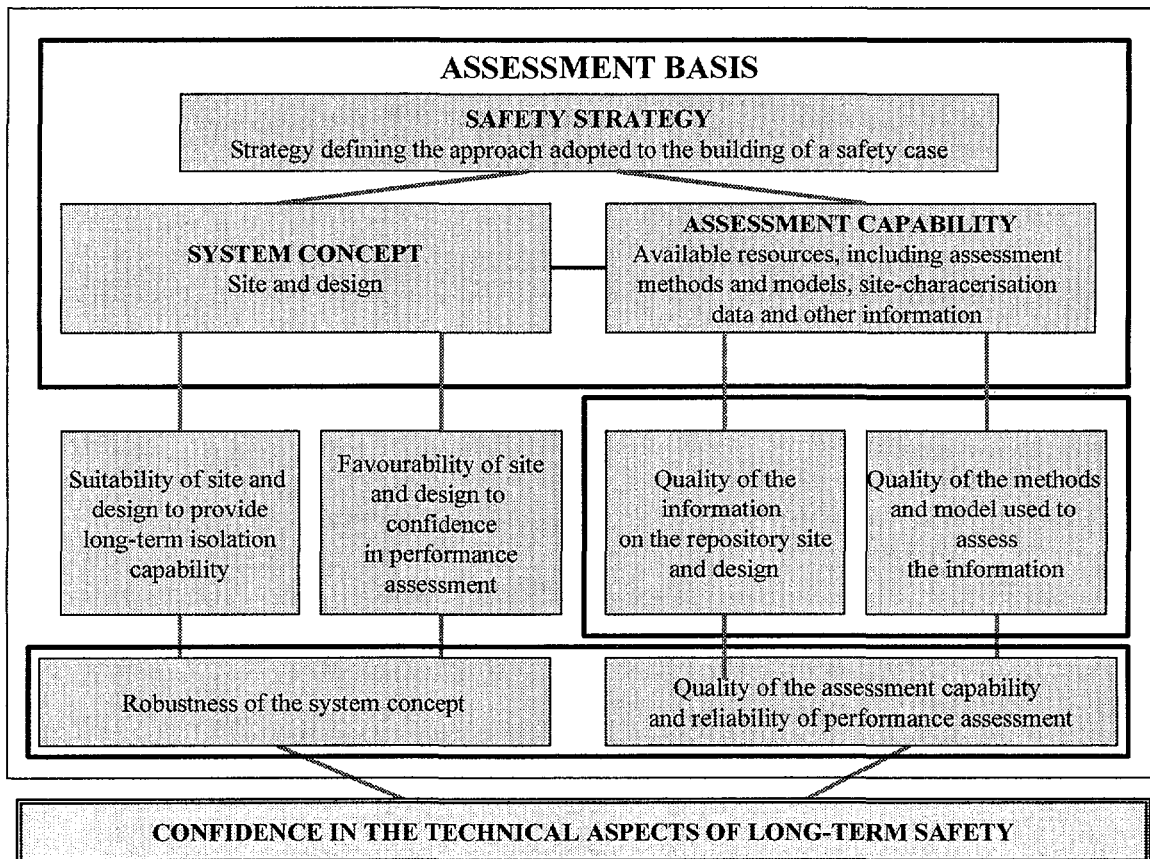 ASSESSMENT BASIS
SAFETY STRATEGY
Strategy defining the approach adopted to the building of a safety case
SYSTEM CONCEPT
Site and design
ASSESSMENT CAPABILITY
Available resources, including assessment
methods and models, site-characerisation
data and other information
Suitability of site and
design to provide
long-term isolation
capability
Favourability of site
and design to
confidence
in performance
assessment
Quality of the
information
on the repository site
and design
Quality of the methods
and model used to
assess
the information
Robustness of the system concept
Quality of the assessment capability
and reliability of performance assessment
CONFIDENCE IN THE TECHNICAL ASPECTS OF LONG-TERM SAFETY